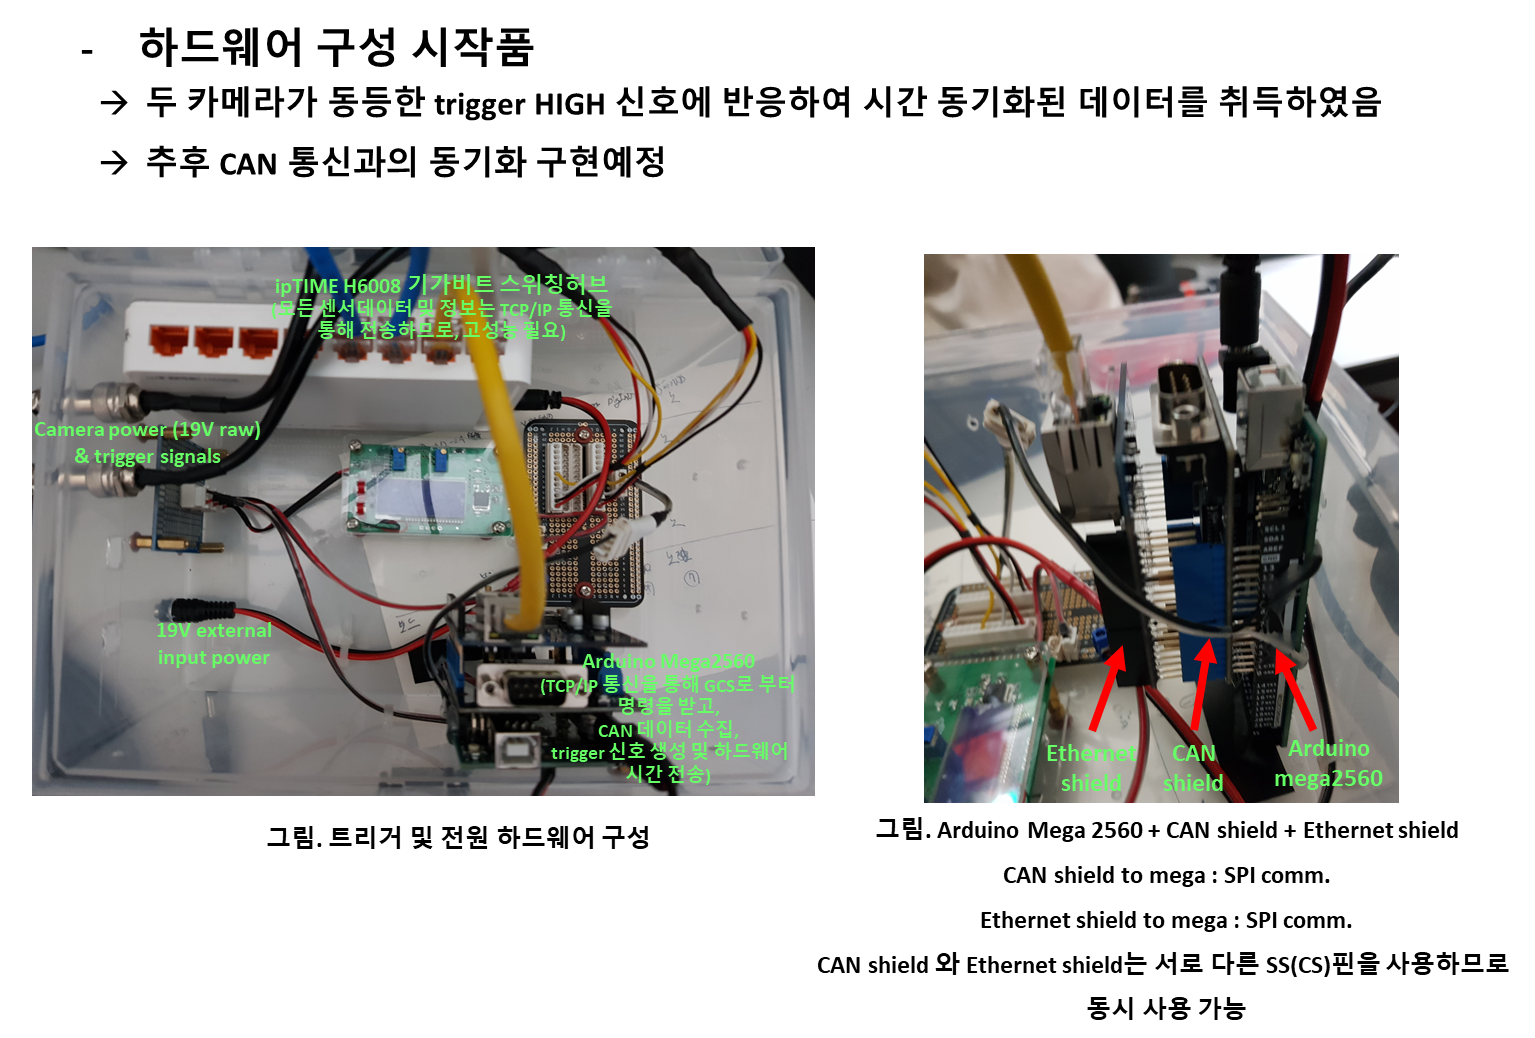 - 하드웨어 구성 시작품
→ 두 카메라가 동등한 trigger HIGH 신호에 반응하여 시간 동기화된 데이터를 취득하였음
→ 추후 CAN 통신과의 동기화 구현예정
ipTIME H6008 기가비트 스위칭허브
(모든 센서데이터 및 정보는 TCP/IP 통신을
통해 전송하므로, 고성능 필요)
Camera power (19V raw)
& trigger signals
19V external
input power
Arduino Mega2560
(TCP/IP 통신을 통해 GCS로 부터
명령을 받고,
CAN 데이터 수집,
trigger 신호 생성 및 하드웨어
시간 전송)
그림. 트리거 및 전원 하드웨어 구성
SCL 1
SDA 1
AREF
Ethernet
shield
CAN
shield
Arduino
mega2560
그림. Arduino Mega 2560 + CAN shield + Ethernet shield
CAN shield to mega : SPI comm.
Ethernet shield to mega : SPI comm.
CAN shield 와 Ethernet shield는 서로 다른 SS(CS)핀을 사용하므로
동시 사용 가능